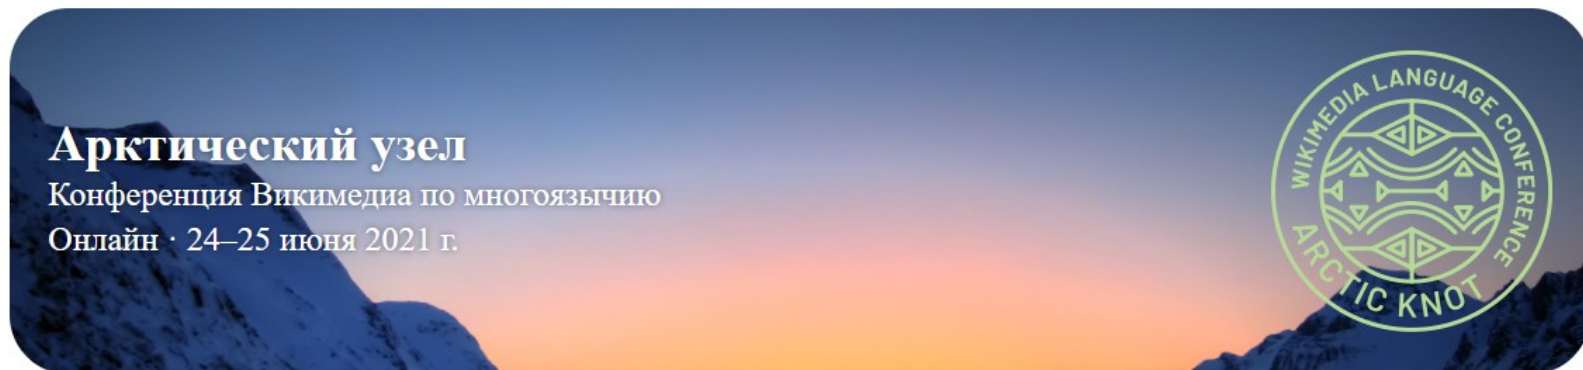 Арктический узел
Конференция Викимедиа по многоязычию
Онлайн · 24–25 июня 2021 г.
WIKIMEDIA LANGUAGE CONFERENCE
ARCTIC KNOT